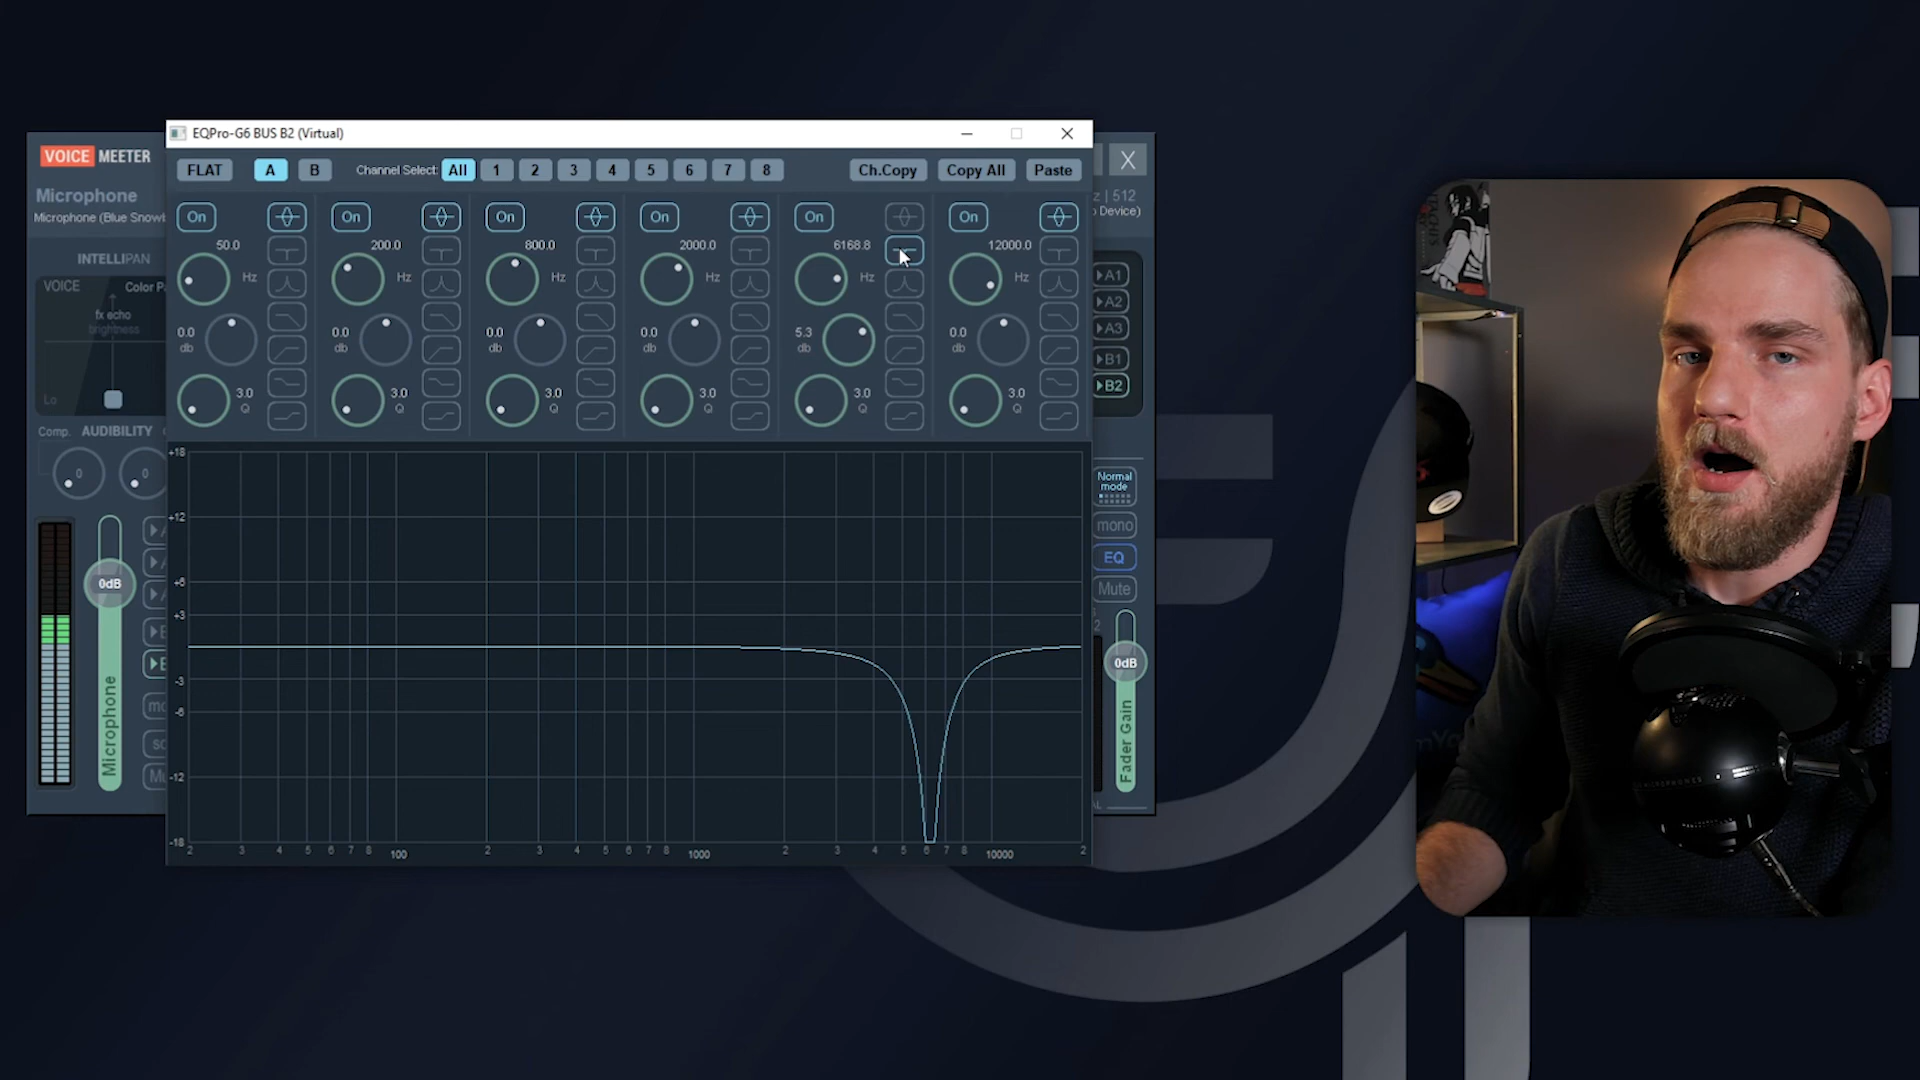 EQPro-G6 BUS B2 (Virtual)
VOICE MEETER
FLAT A B Channel Select: All 1 2 3 4 5 6 7 8 Ch.Copy Copy All Paste
X
Microphone
Microphone (Blue Snow
z | 512
o Device)
On On On On On On
50.0 200.0 800.0 2000.0 6168.8 12000.0
Hz Hz Hz Hz Hz Hz
0.0 0.0 0.0 0.0 5.3 0.0
db db db db db db
3.0 3.0 3.0 3.0 3.0 3.0
Q Q Q Q Q Q
INTELLIPAN
VOICE Color Pa
fx echo
brightness
Lo
A1
A2
A3
B1
B2
Comp. AUDIBILITY
0 0
0dB
Microphone
+18
+12
+6
+3
-3
-6
-12
-18
2 3 4 5 6 7 8 100 2 3 4 5 6 7 8 1000 2 3 4 5 6 7 8 10000 2
Normal
mode
mono
EQ
Mute
0dB
Fader Gain